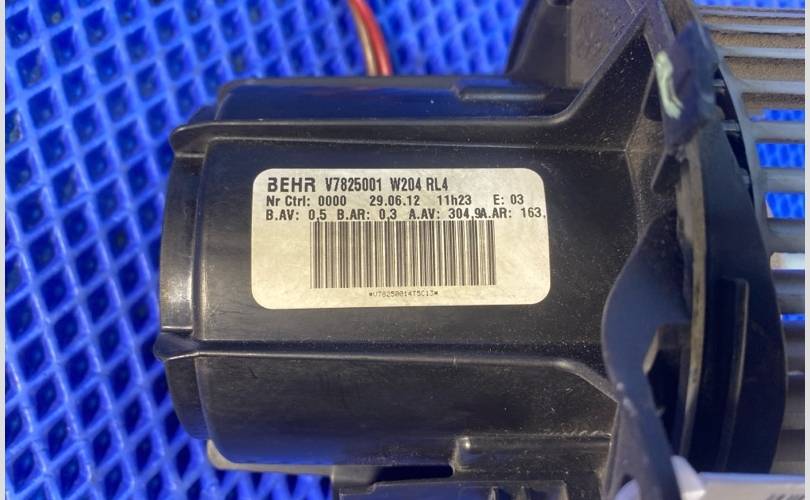 BEHR V7825001 W204 RL4
Nr Ctrl: 0000 29.06.12 11h23 E: 03
B.AV: 0,5 B.AR: 0,3 A.AV: 304,9A.AR: 163,
*V78250014T5C13*